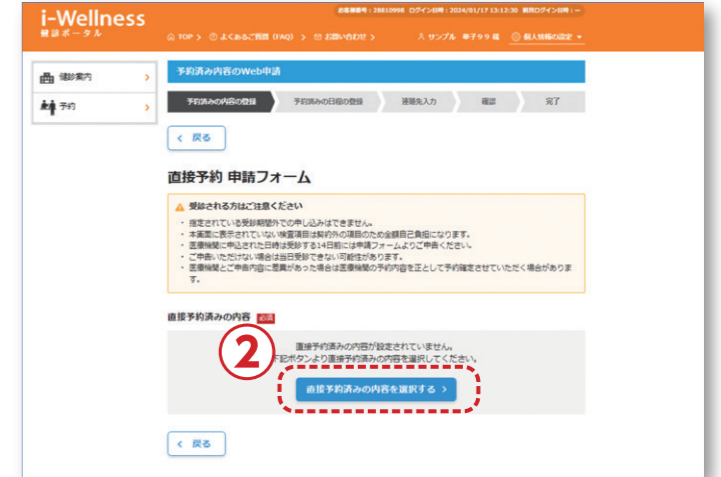 i-Wellness
健診ポータル
お客様番号：28810998 ログイン日時：2024/01/17 13:12:30 前回ログイン日時：--
TOP > よくあるご質問 (FAQ) > お問い合わせ > サンプル 華子99 様 個人情報の設定
健診案内 >
予約 >
予約済み内容のWeb申請
予約済みの内容の登録 予約済みの日程の登録 連絡先入力 確認 完了
< 戻る
直接予約 申請フォーム
受診される方はご注意ください
・ 指定されている受診期間外での申し込みはできません。
・ 本画面に表示されていない検査項目は契約外の項目のため全額自己負担になります。
・ 医療機関に申込された日時は受診する14日前には申請フォームよりご申告ください。
・ ご申告いただけない場合は当日受診できない可能性があります。
・ 医療機関とご申告内容に差異があった場合は医療機関の予約内容を正として予約確定させていただく場合がありま
す。
直接予約済みの内容 必須
直接予約済みの内容が設定されていません。
②
下記ボタンより直接予約済みの内容を選択してください。
直接予約済みの内容を選択する >
< 戻る